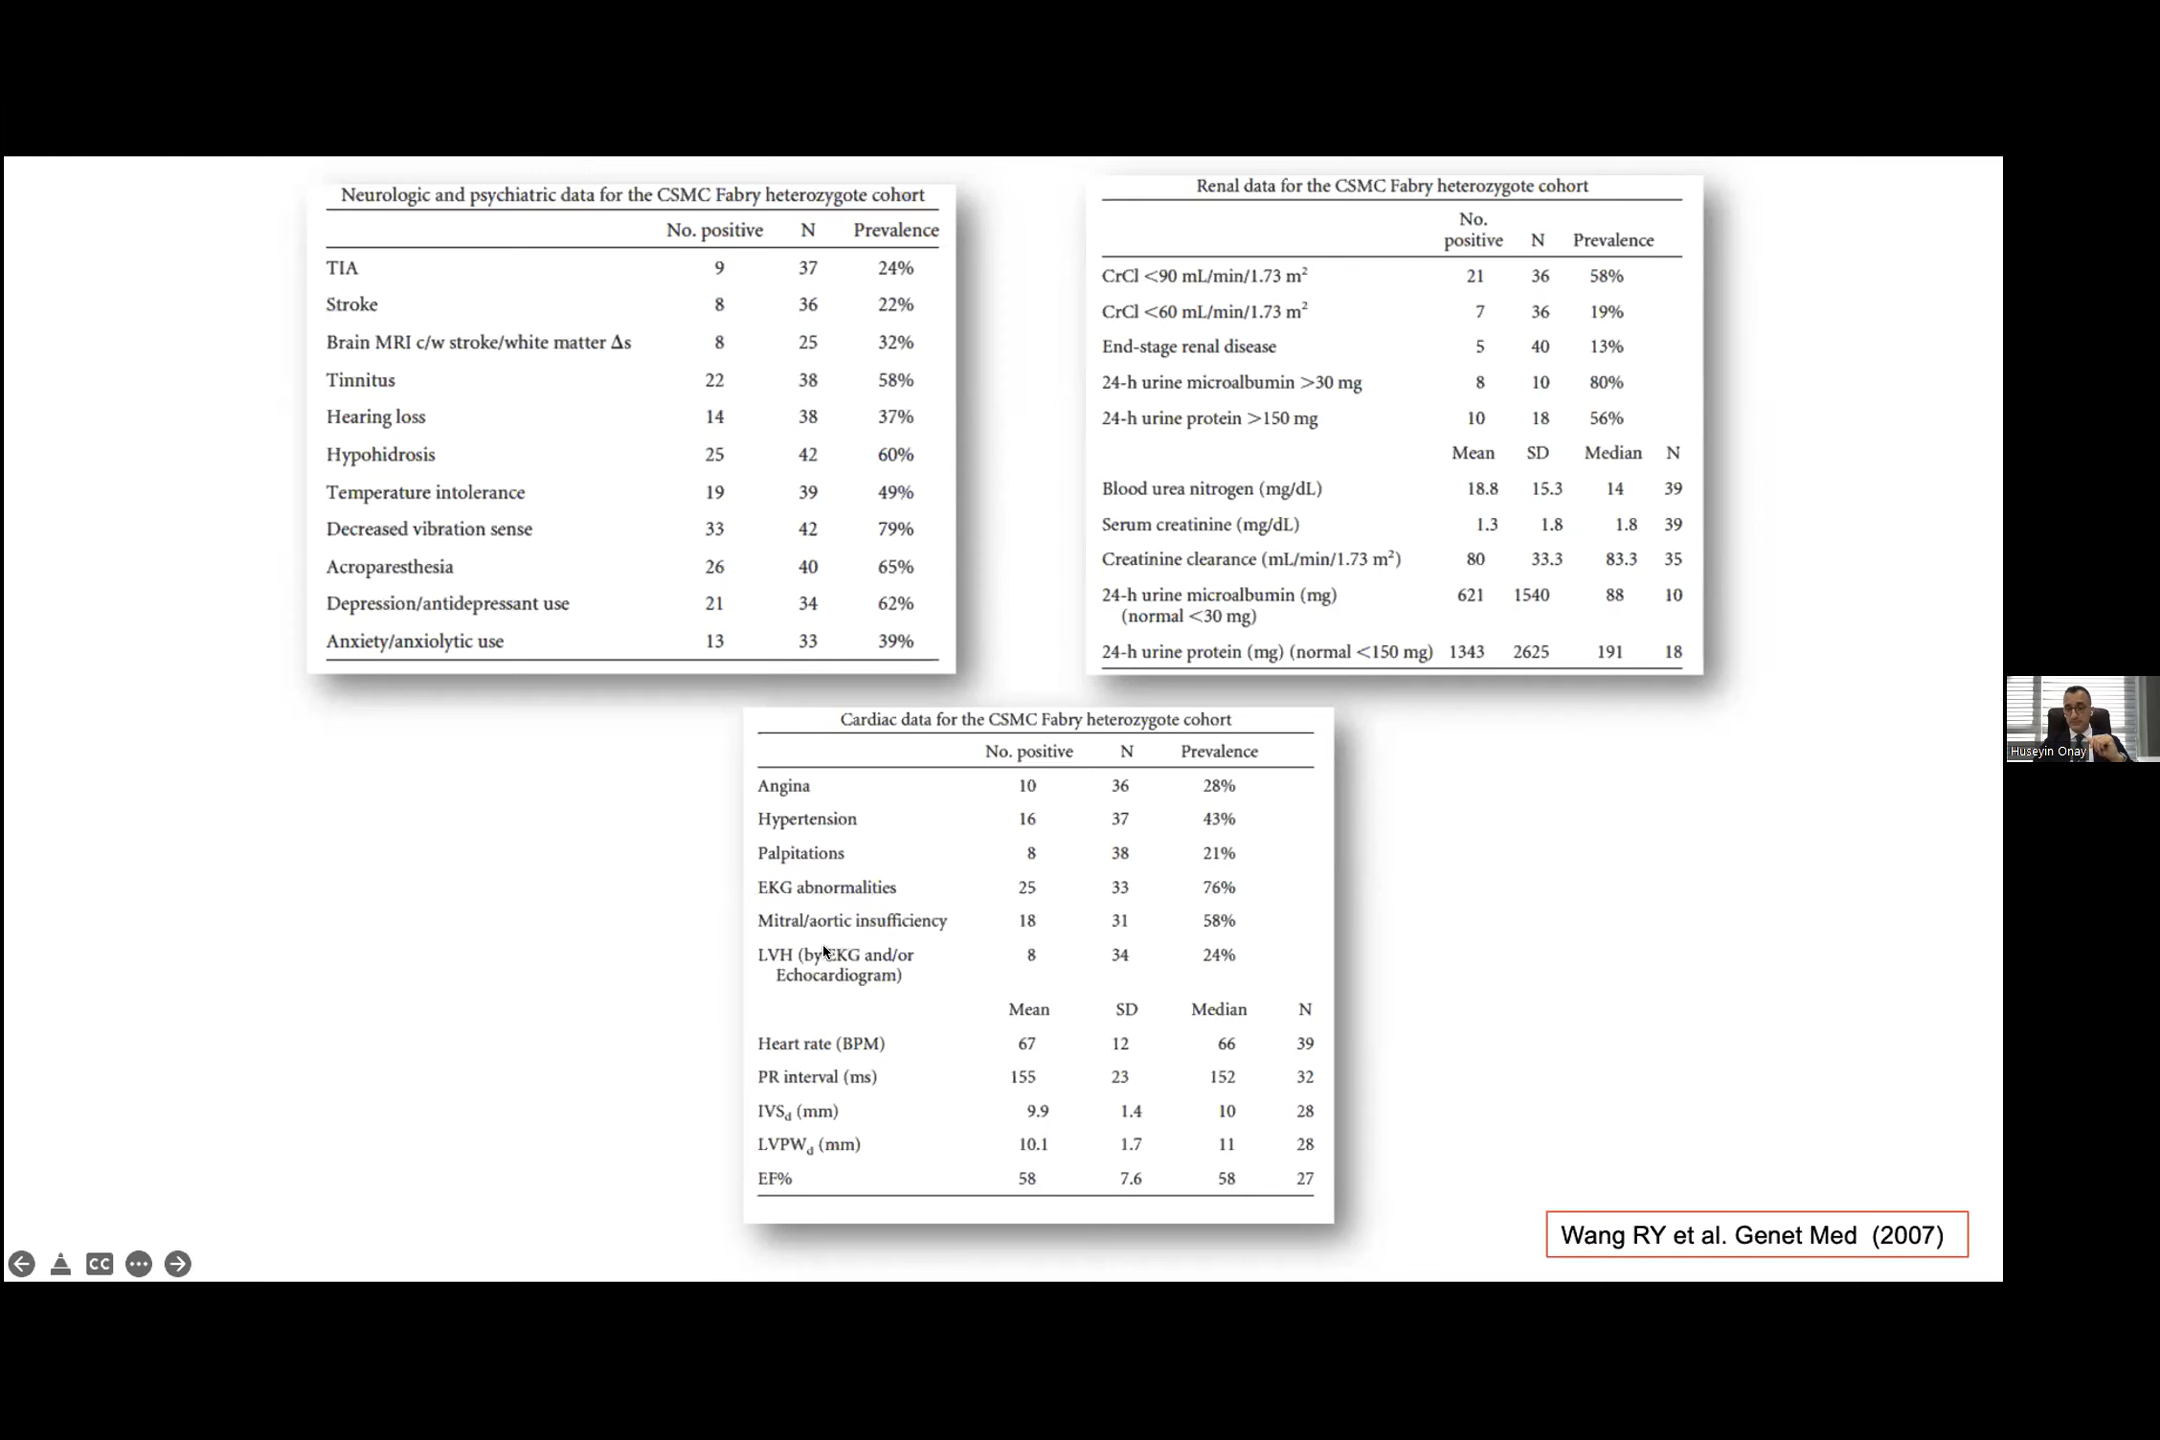 Neurologic and psychiatric data for the CSMC Fabry heterozygote cohort
No. positive N Prevalence
TIA 9 37 24%
Stroke 8 36 22%
Brain MRI c/w stroke/white matter Δs 8 25 32%
Tinnitus 22 38 58%
Hearing loss 14 38 37%
Hypohidrosis 25 42 60%
Temperature intolerance 19 39 49%
Decreased vibration sense 33 42 79%
Acroparesthesia 26 40 65%
Depression/antidepressant use 21 34 62%
Anxiety/anxiolytic use 13 33 39%
Renal data for the CSMC Fabry heterozygote cohort
No.
positive N Prevalence
CrCl <90 mL/min/1.73 m² 21 36 58%
CrCl <60 mL/min/1.73 m² 7 36 19%
End-stage renal disease 5 40 13%
24-h urine microalbumin >30 mg 8 10 80%
24-h urine protein >150 mg 10 18 56%
Mean SD Median N
Blood urea nitrogen (mg/dL) 18.8 15.3 14 39
Serum creatinine (mg/dL) 1.3 1.8 1.8 39
Creatinine clearance (mL/min/1.73 m²) 80 33.3 83.3 35
24-h urine microalbumin (mg) 621 1540 88 10
(normal <30 mg)
24-h urine protein (mg) (normal <150 mg) 1343 2625 191 18
Cardiac data for the CSMC Fabry heterozygote cohort
No. positive N Prevalence
Angina 10 36 28%
Hypertension 16 37 43%
Palpitations 8 38 21%
EKG abnormalities 25 33 76%
Mitral/aortic insufficiency 18 31 58%
LVH (by EKG and/or 8 34 24%
Echocardiogram)
Mean SD Median N
Heart rate (BPM) 67 12 66 39
PR interval (ms) 155 23 152 32
IVSd (mm) 9.9 1.4 10 28
LVPWd (mm) 10.1 1.7 11 28
EF% 58 7.6 58 27
Wang RY et al. Genet Med (2007)
CC
Huseyin Onay